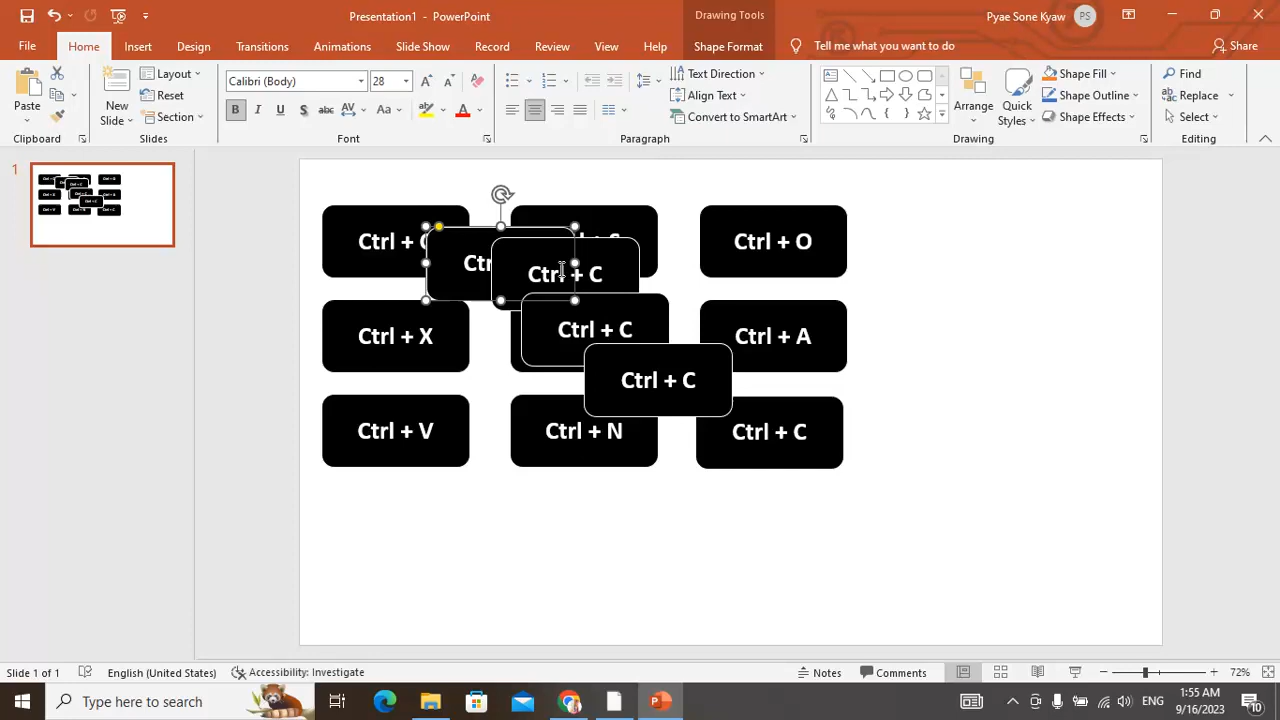 Presentation1 - PowerPoint
Drawing Tools
Pyae Sone Kyaw
PS
File
Home
Insert
Design
Transitions
Animations
Slide Show
Record
Review
View
Help
Shape Format
Tell me what you want to do
Share
Paste
Clipboard
New
Slide
Layout
Reset
Section
Slides
Calibri (Body)
28
B I U S abc AV Aa A
Font
Text Direction
Align Text
Convert to SmartArt
Paragraph
Arrange
Quick
Styles
Shape Fill
Shape Outline
Shape Effects
Drawing
Find
Replace
Select
Editing
1
Ctrl +
Ctrl + O
Ctr
Ctrl + C
Ctrl + X
Ctrl + C
Ctrl + A
Ctrl + C
Ctrl + V
Ctrl + N
Ctrl + C
Slide 1 of 1
English (United States)
Accessibility: Investigate
Notes
Comments
72%
Type here to search
ENG
1:55 AM
9/16/2023
10